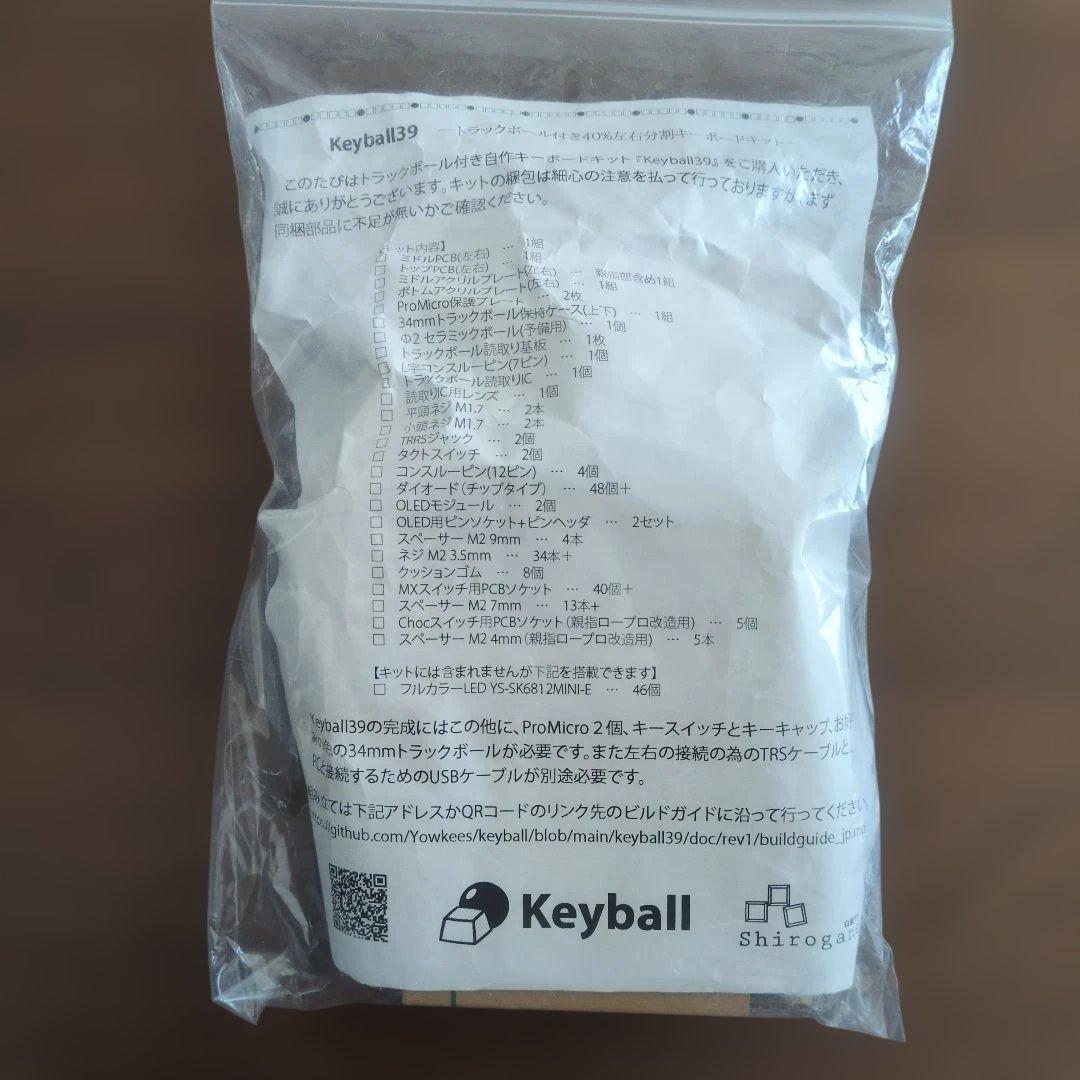 Keyball39 ートラックボール付き40%左右分割キーボードキットー
このたびはトラックボール付き自作キーボードキット『Keyball39』をご購入いただき、
誠にありがとうございます。キットの梱包は細心の注意を払って行っておりますが、まず
同梱部品に不足が無いかご確認ください。
キット内容】
□ ミドルPCB(左右) … 1組
□ トップPCB(左右) … 1組
□ ミドルアクリルプレート(左右) … 親指部含め1組
□ ボトムアクリルプレート(左右) … 1組
□ ProMicro保護プレート … 2枚
□ 34mmトラックボール保持ケース(上下) … 1組
□ Φ2 セラミックボール(予備用) … 1個
□ トラックボール読取り基板 … 1枚
□ L字コンスルーピン(7ピン) … 1個
□ トラックボール読取りIC … 1個
□ 読取りIC用レンズ … 1個
□ 平頭ネジ M1.7 … 2本
□ 小頭ネジ M1.7 … 2本
□ TRRSジャック … 2個
□ タクトスイッチ … 2個
□ コンスルーピン(12ピン) … 4個
□ ダイオード(チップタイプ) … 48個+
□ OLEDモジュール … 2個
□ OLED用ピンソケット+ピンヘッダ … 2セット
□ スペーサー M2 9mm … 4本
□ ネジ M2 3.5mm … 34本+
□ クッションゴム … 8個
□ MXスイッチ用PCBソケット … 40個+
□ スペーサー M2 7mm … 13本+
□ Chocスイッチ用PCBソケット(親指ロープロ改造用) … 5個
□ スペーサー M2 4mm(親指ロープロ改造用) … 5本
【キットには含まれませんが下記を搭載できます】
□ フルカラーLED YS-SK6812MINI-E … 46個
Keyball39の完成にはこの他に、ProMicro 2個、キースイッチとキーキャップ、お好
みな色の34mmトラックボールが必要です。また左右の接続の為のTRSケーブルと、
PCと接続するためのUSBケーブルが別途必要です。
組み立ては下記アドレスかQRコードのリンク先のビルドガイドに沿って行ってください。
https://github.com/Yowkees/keyball/blob/main/keyball39/doc/rev1/buildguide_jp.md
Keyball
Shirogan